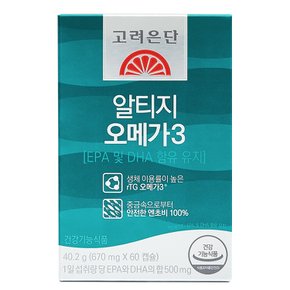 고려은단
알티지
오메가3
[EPA 및 DHA 함유 유지]
생체 이용률이 높은
rTG 오메가3
중금속으로부터
안전한 엔초비 100%
건강기능식품
40.2 g (670 mg X 60 캡슐)
1일 섭취량 당 EPA와 DHA의 합 500 mg